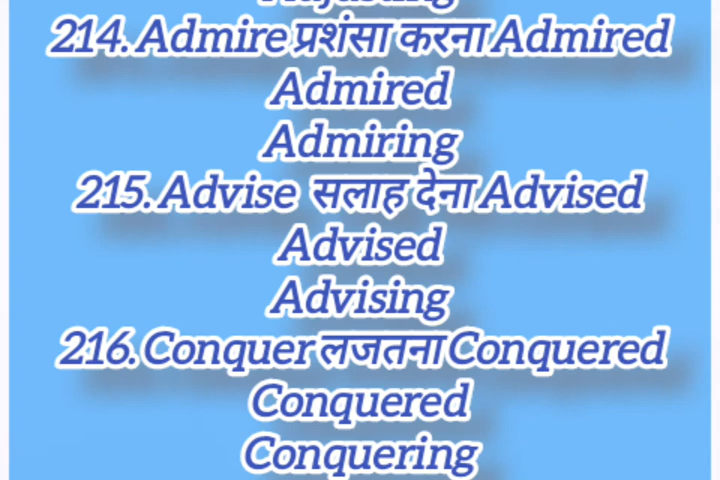 214. Admire प्रशंसा करना Admired
Admired
Admiring
215. Advise सलाह देना Advised
Advised
Advising
216. Conquer लजतना Conquered
Conquered
Conquering